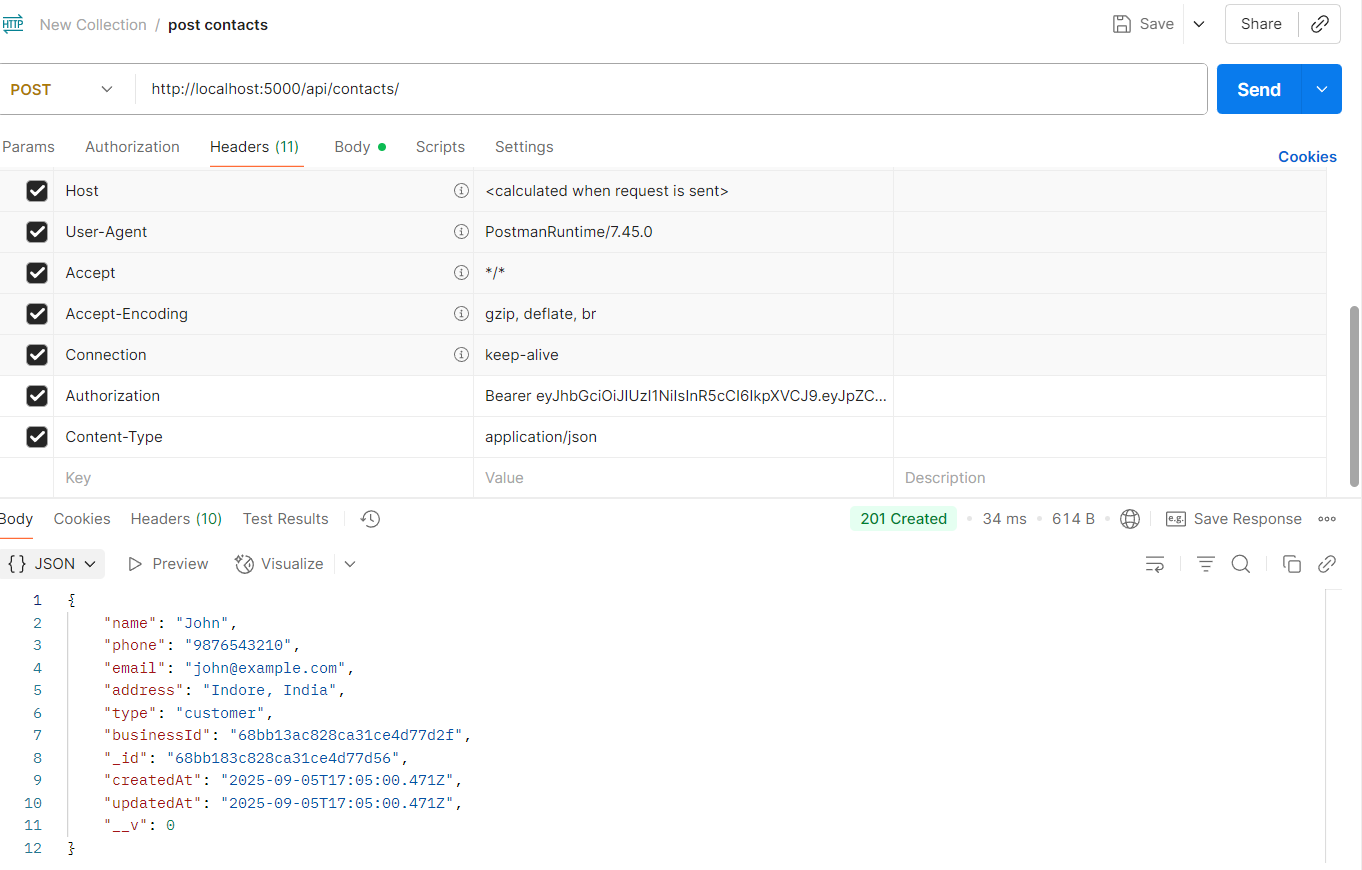 HTTP New Collection / post contacts Save Share
POST http://localhost:5000/api/contacts/ Send
Params Authorization Headers (11) Body Scripts Settings Cookies
Host <calculated when request is sent>
User-Agent PostmanRuntime/7.45.0
Accept */*
Accept-Encoding gzip, deflate, br
Connection keep-alive
Authorization Bearer eyJhbGciOiJIUzI1NiIsInR5cCI6IkpXVCJ9.eyJpZC...
Content-Type application/json
Key Value Description
Body Cookies Headers (10) Test Results 201 Created 34 ms 614 B e.g. Save Response
{} JSON Preview Visualize
1 {
2 "name": "John",
3 "phone": "9876543210",
4 "email": "john@example.com",
5 "address": "Indore, India",
6 "type": "customer",
7 "businessId": "68bb13ac828ca31ce4d77d2f",
8 "_id": "68bb183c828ca31ce4d77d56",
9 "createdAt": "2025-09-05T17:05:00.471Z",
10 "updatedAt": "2025-09-05T17:05:00.471Z",
11 "__v": 0
12 }